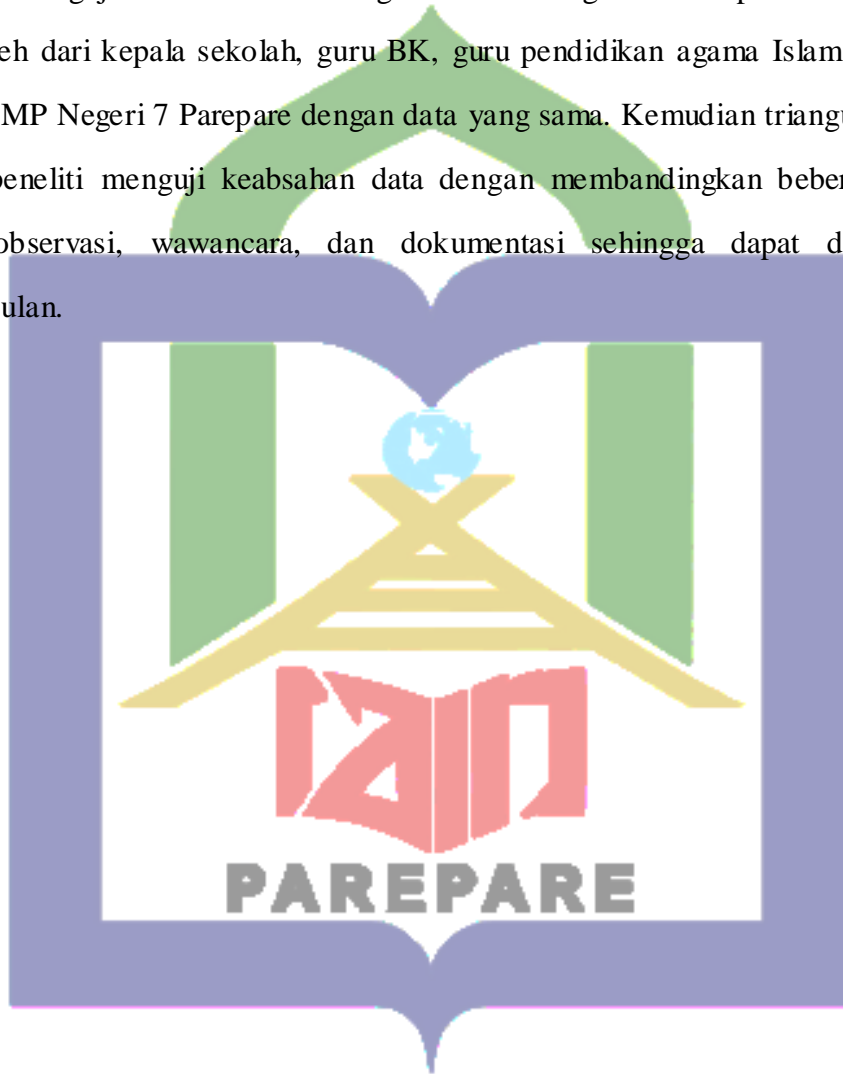 eh dari kepala sekolah, guru BK, guru pendidikan agama Islam
MP Negeri 7 Parepare dengan data yang sama. Kemudian triangu
peneliti menguji keabsahan data dengan membandingkan beber
observasi, wawancara, dan dokumentasi sehingga dapat d
ulan.
iain
PAREPARE